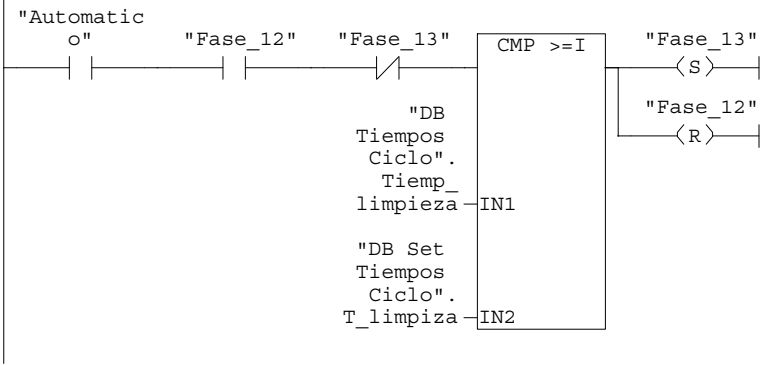 "Automatic
o"
"Fase_12"
"Fase_13"
CMP >=I
"Fase_13"
S
"Fase_12"
R
"DB
Tiempos
Ciclo".
Tiemp_
limpieza
IN1
"DB Set
Tiempos
Ciclo".
T_limpiza
IN2